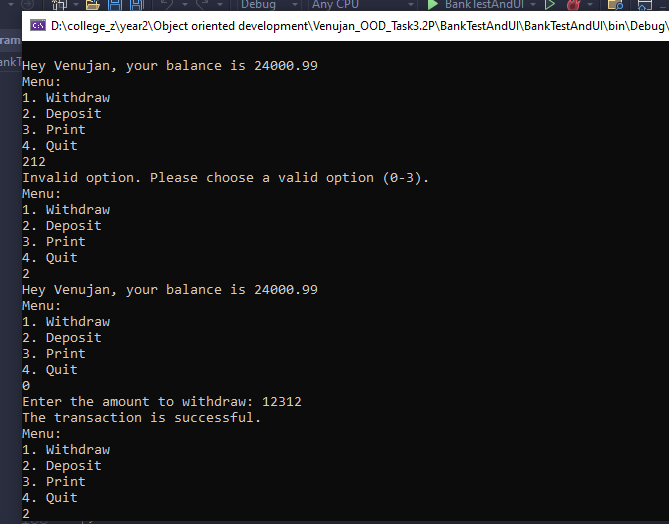 Debug Any CPU BankTestAndUI
D:\college_z\year2\Object oriented development\Venujan_OOD_Task3.2P\BankTestAndUI\BankTestAndUI\bin\Debug\
Hey Venujan, your balance is 24000.99
Menu:
1. Withdraw
2. Deposit
3. Print
4. Quit
212
Invalid option. Please choose a valid option (0-3).
Menu:
1. Withdraw
2. Deposit
3. Print
4. Quit
2
Hey Venujan, your balance is 24000.99
Menu:
1. Withdraw
2. Deposit
3. Print
4. Quit
0
Enter the amount to withdraw: 12312
The transaction is successful.
Menu:
1. Withdraw
2. Deposit
3. Print
4. Quit
2